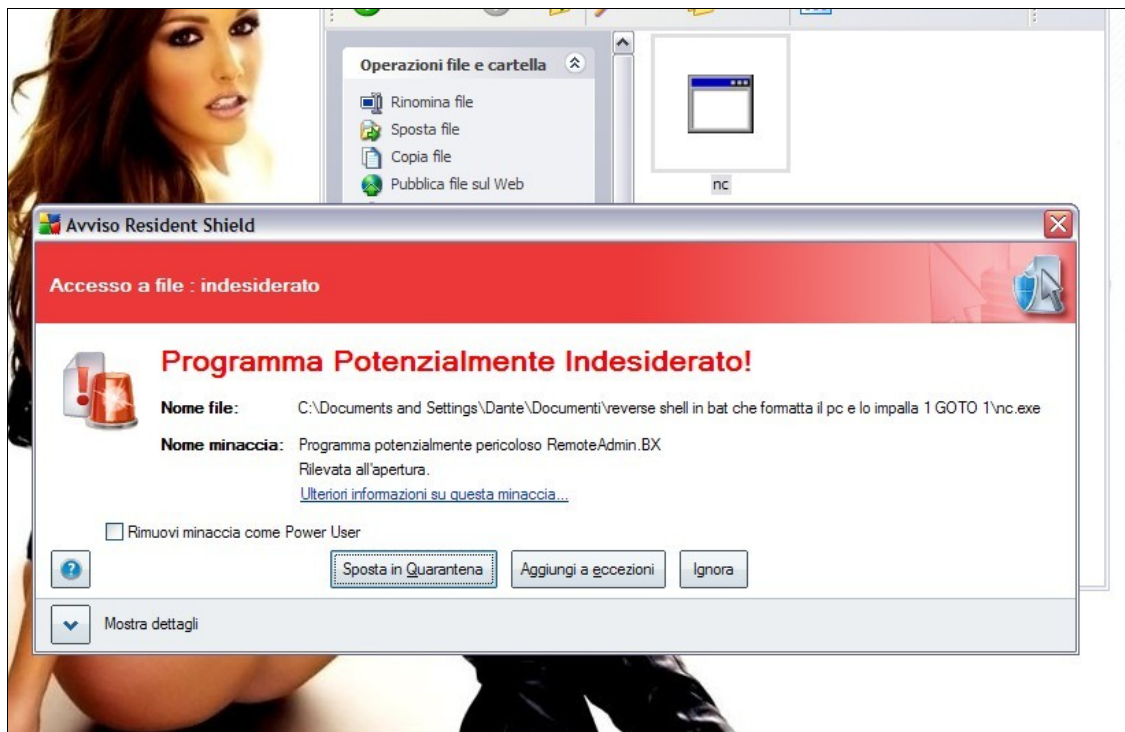 Operazioni file e cartella
Rinomina file
Sposta file
Copia file
Pubblica file sul Web
nc
Avviso Resident Shield
Accesso a file : indesiderato
Programma Potenzialmente Indesiderato!
Nome file: C:\Documents and Settings\Dante\Documenti\reverse shell in bat che formatta il pc e lo impalla 1 GOTO 1\nc.exe
Nome minaccia: Programma potenzialmente pericoloso RemoteAdmin.BX
Rilevata all'apertura.
Ulteriori informazioni su questa minaccia...
Rimuovi minaccia come Power User
Sposta in Quarantena Aggiungi a eccezioni Ignora
Mostra dettagli